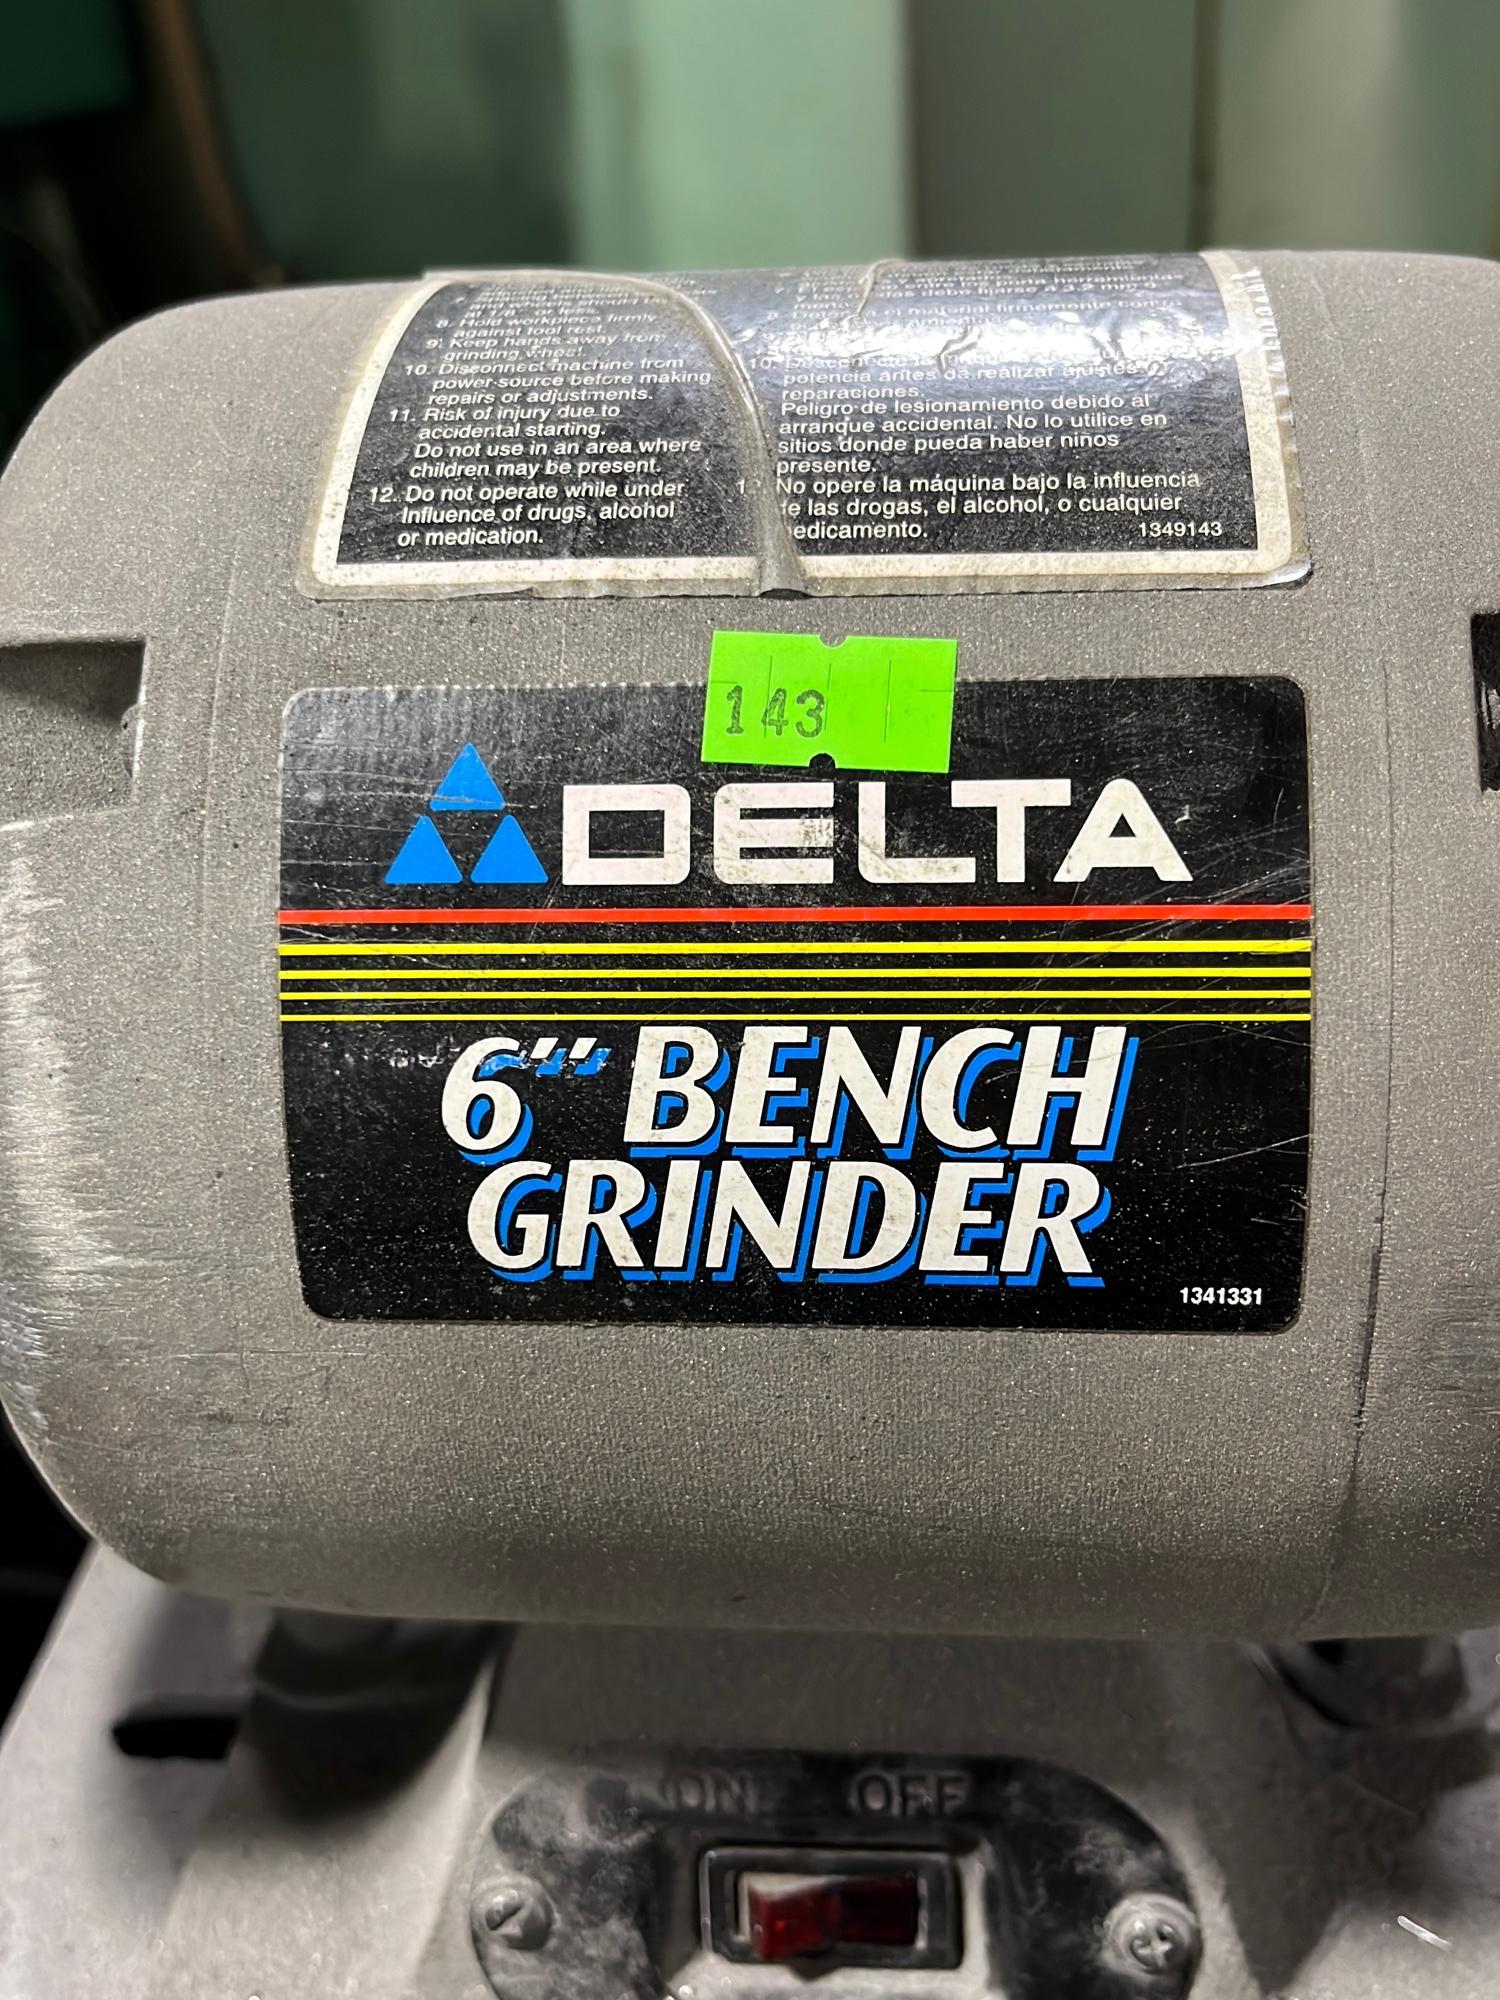 8. Hold workpiece firmly
against tool rest.
9. Keep hands away from
grinding wheel.
10. Disconnect machine from
power source before making
repairs or adjustments.
11. Risk of injury due to
accidental starting.
Do not use in an area where
children may be present.
12. Do not operate while under
Influence of drugs, alcohol
or medication.
10. Desconecte la
potencia antes de realizar ajustes o
reparaciones.
Peligro de lesionamiento debido al
arranque accidental. No lo utilice en
sitios donde pueda haber niños
presente.
No opere la máquina bajo la influencia
de las drogas, el alcohol, o cualquier
medicamento.
1349143
143
DELTA
6" BENCH
GRINDER
1341331
ON OFF